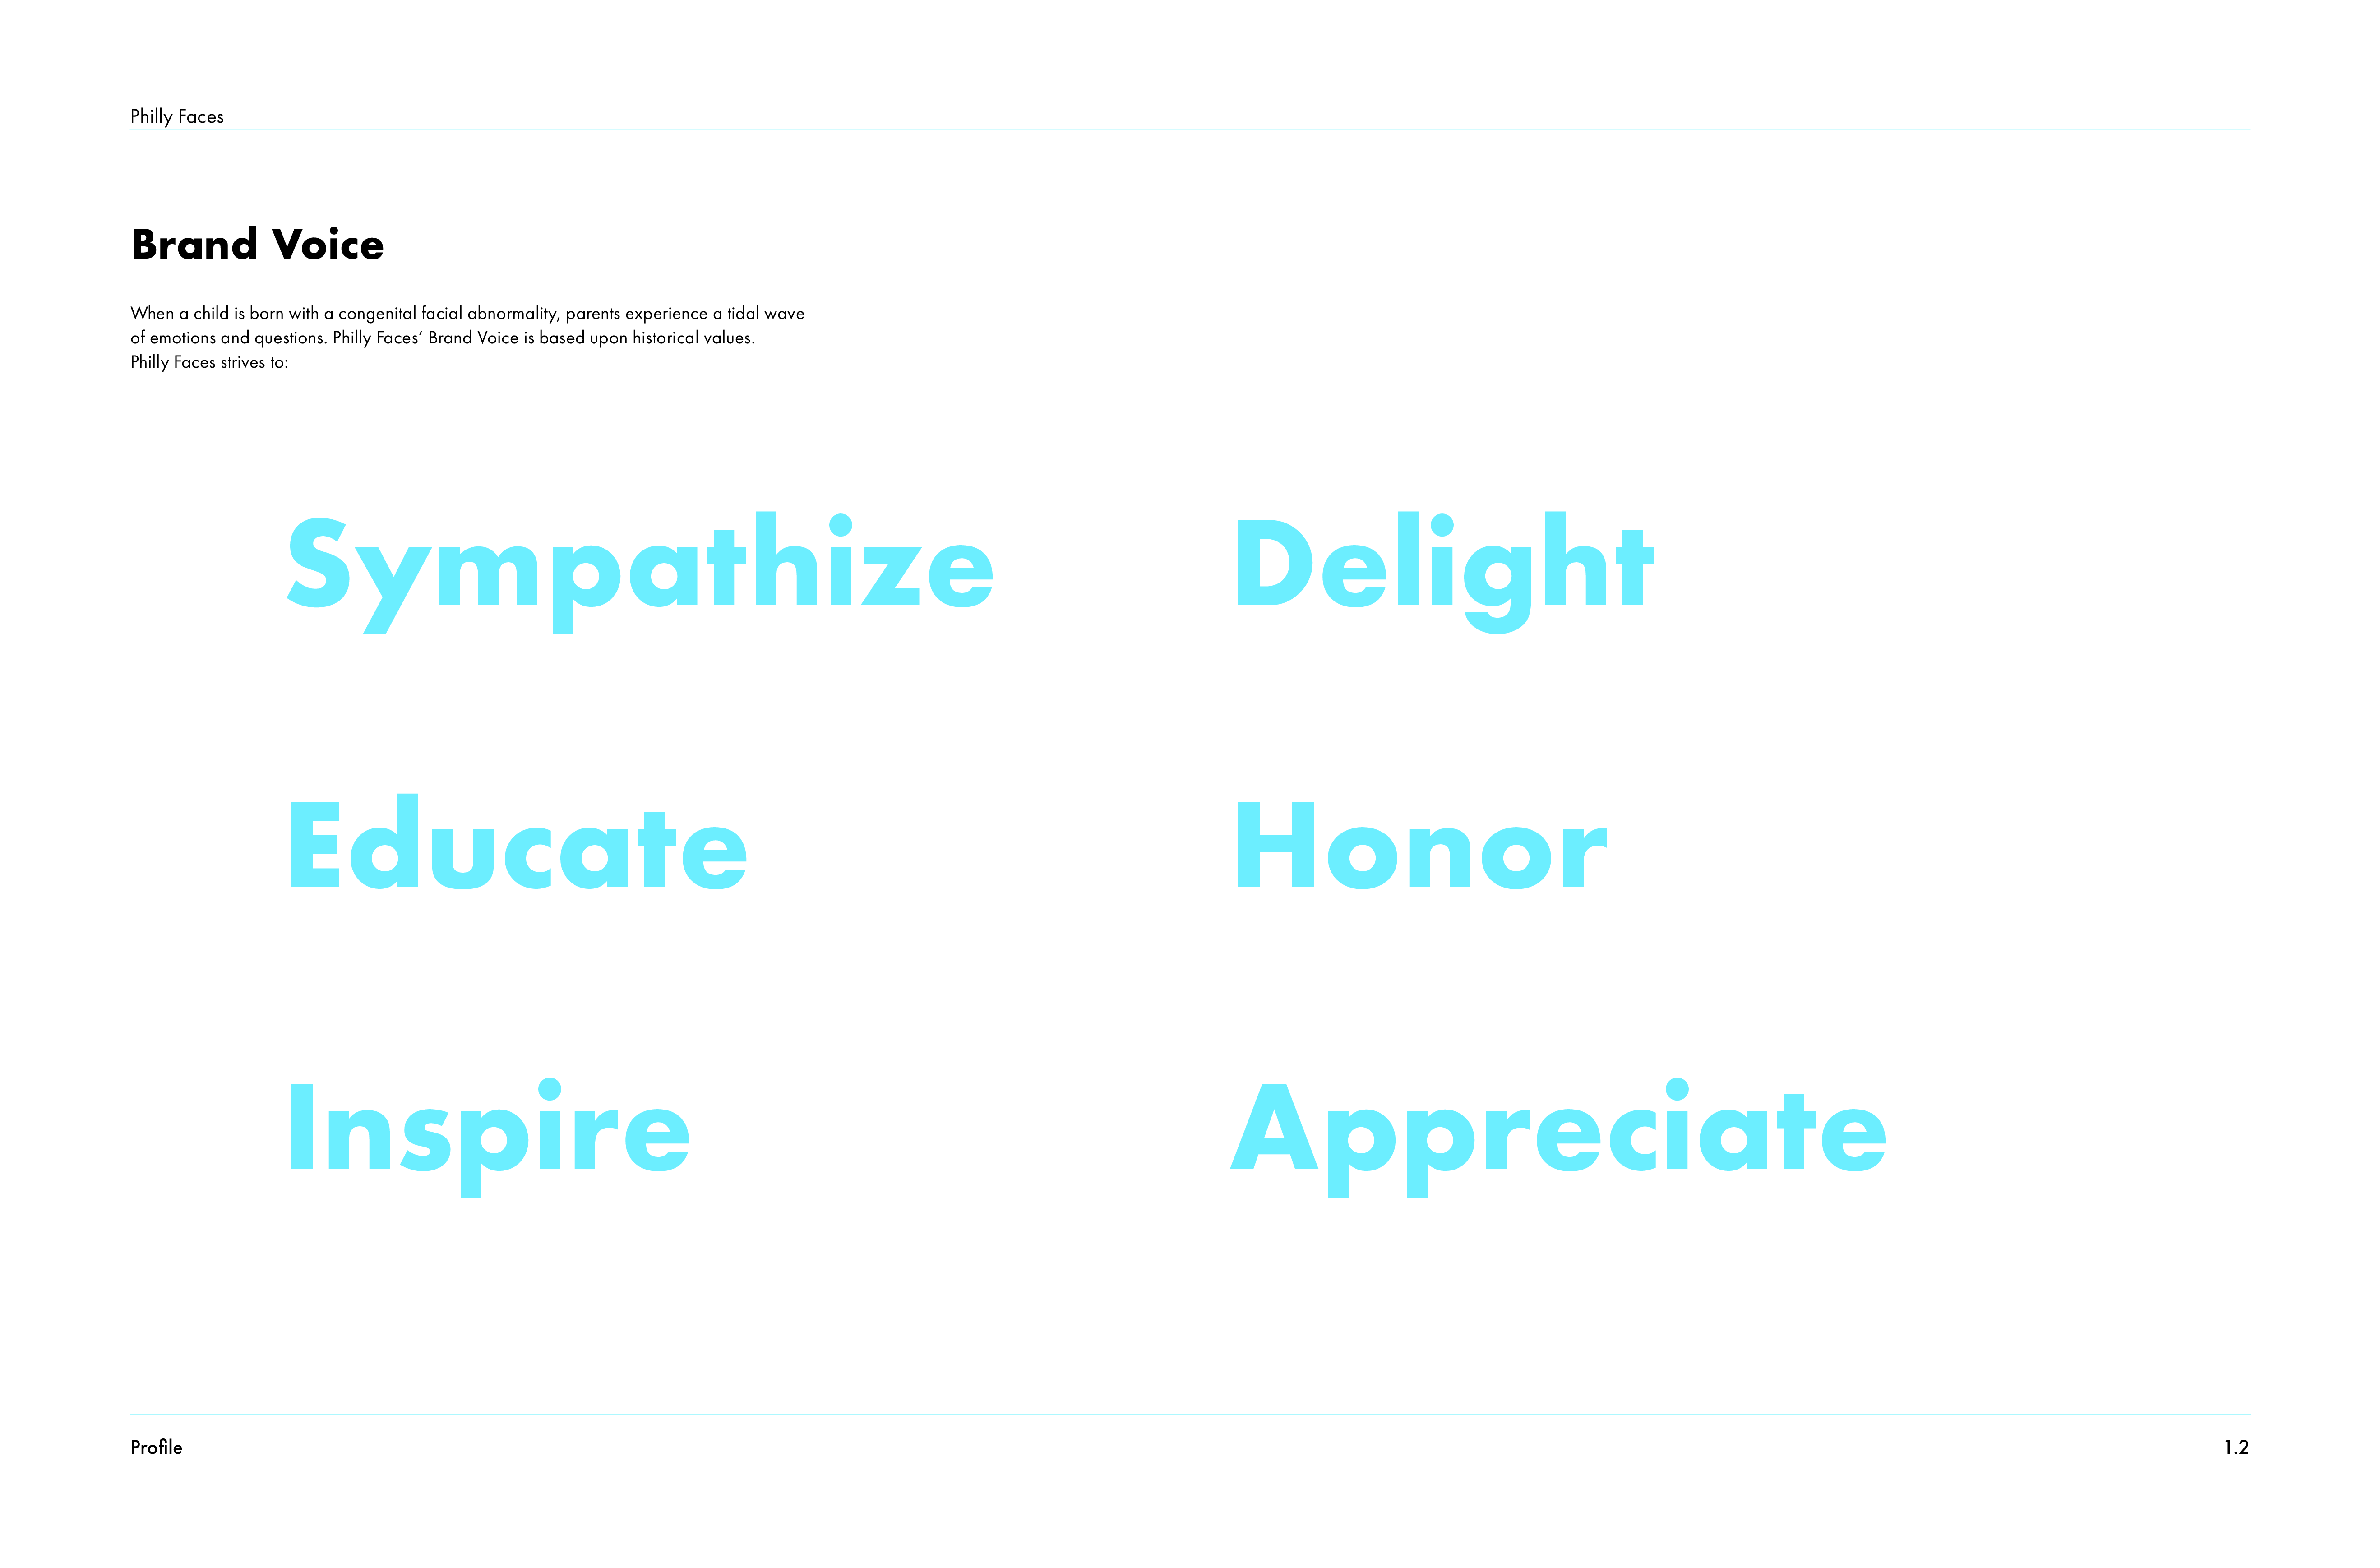 Philly Faces
Brand Voice
When a child is born with a congenital facial abnormality, parents experience a tidal wave
of emotions and questions. Philly Faces’ Brand Voice is based upon historical values.
Philly Faces strives to:
Sympathize
Delight
Educate
Honor
Inspire
Appreciate
Profile
1.2